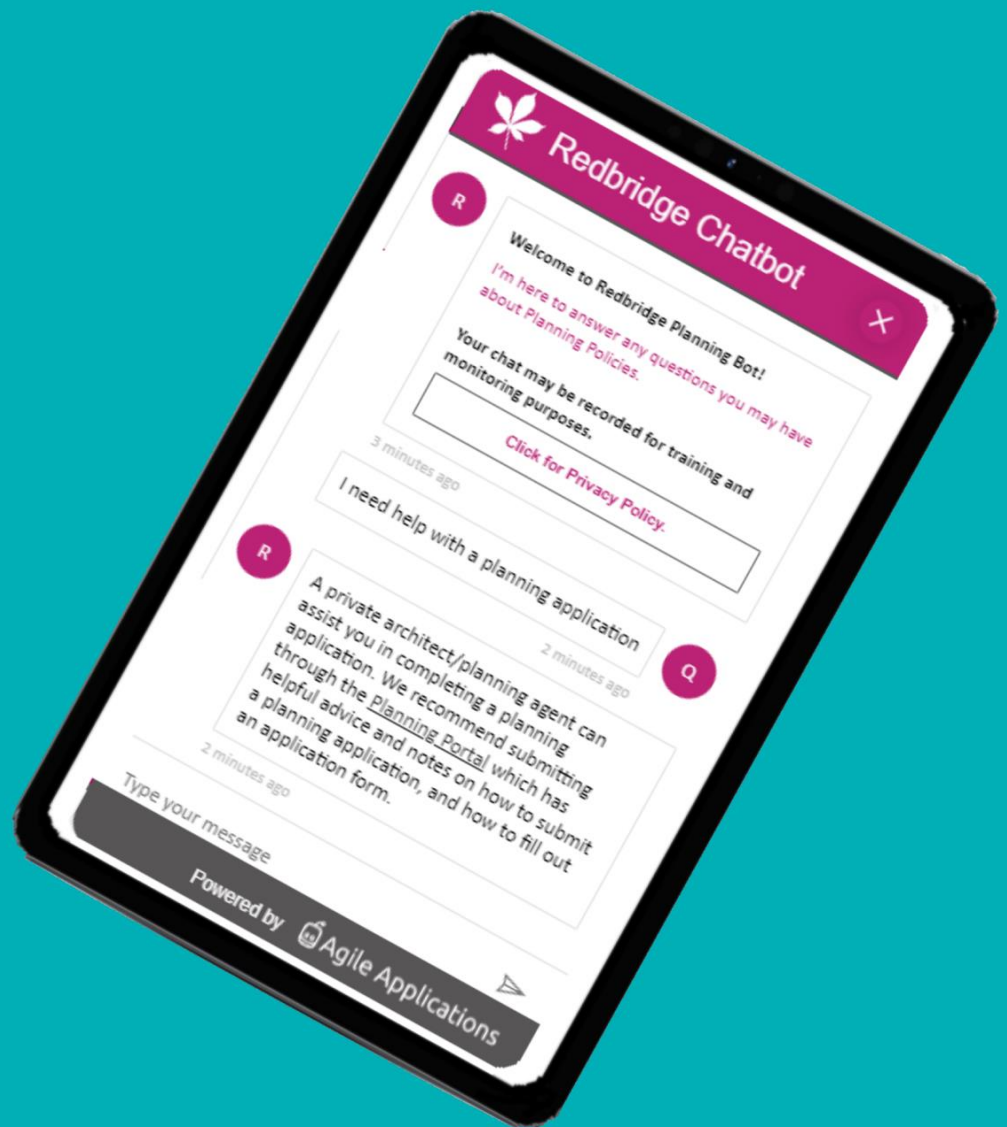 Redbridge Chatbot
R
Welcome to Redbridge Planning Bot!
I'm here to answer any questions you may have
about Planning Policies.
Your chat may be recorded for training and
monitoring purposes.
Click for Privacy Policy.
3 minutes ago
I need help with a planning application
Q
2 minutes ago
R
A private architect/planning agent can
assist you in completing a planning
application. We recommend submitting
through the Planning Portal which has
helpful advice and notes on how to submit
a planning application, and how to fill out
an application form.
2 minutes ago
Type your message
Powered by Agile Applications